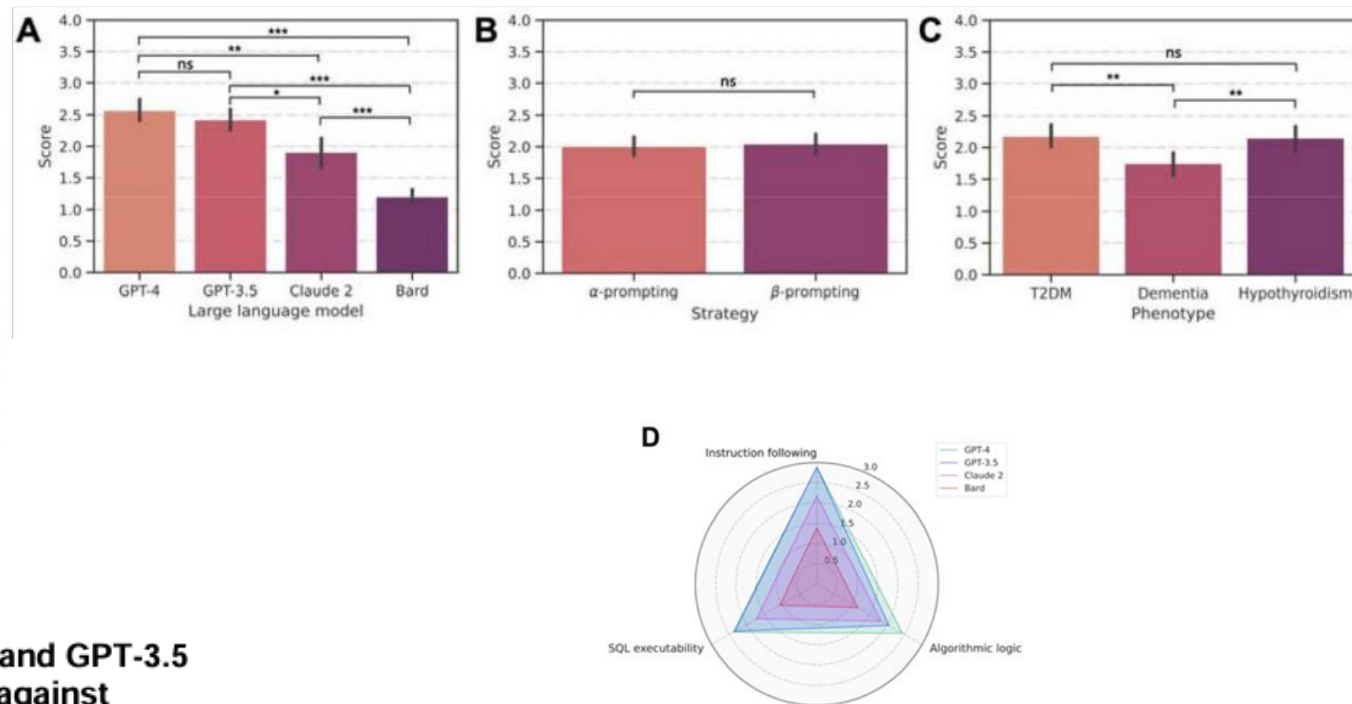 A
4.0
3.5
3.0
2.5
2.0
1.5
1.0
0.5
0.0
Score
***
**
ns
***
*
***
GPT-4 GPT-3.5 Claude 2 Bard
Large language model
B
4.0
3.5
3.0
2.5
2.0
1.5
1.0
0.5
0.0
ns
α-prompting β-prompting
Strategy
C
4.0
3.5
3.0
2.5
2.0
1.5
1.0
0.5
0.0
Score
ns
**
**
T2DM Dementia Hypothyroidism
Phenotype
D
Instruction following
3.0
2.5
2.0
1.5
1.0
0.5
GPT-4
GPT-3.5
Claude 2
Bard
SQL executability
Algorithmic logic
and GPT-3.5
against